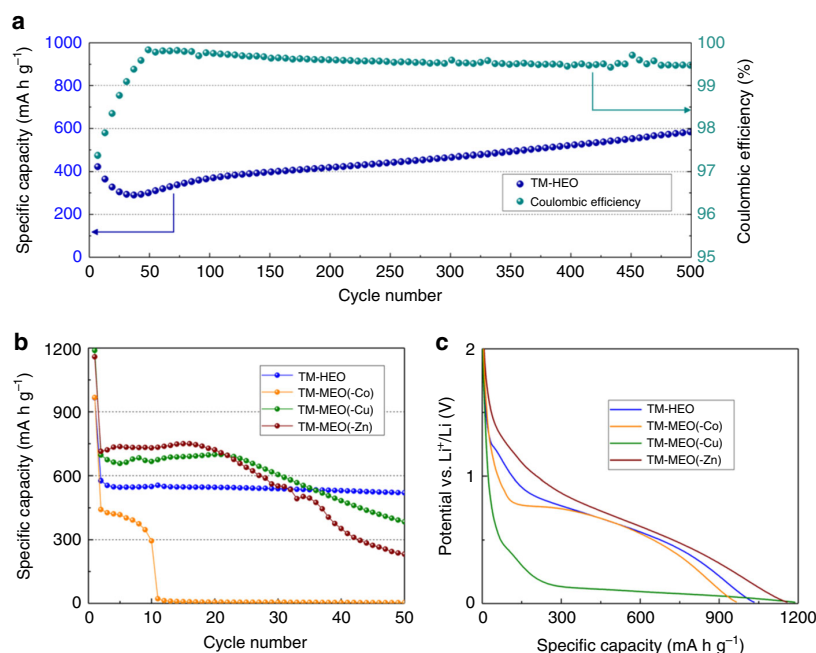 a
Specific capacity (mA h g⁻¹)
1000
800
600
400
200
0
100
99
98
97
96
95
Coulombic efficiency (%)
TM-HEO
Coulombic efficiency
0 50 100 150 200 250 300 350 400 450 500
Cycle number
b
Specific capacity (mA h g⁻¹)
1200
900
600
300
0
TM-HEO
TM-MEO(-Co)
TM-MEO(-Cu)
TM-MEO(-Zn)
0 10 20 30 40 50
Cycle number
c
Potential vs. Li⁺/Li (V)
2
1
0
TM-HEO
TM-MEO(-Co)
TM-MEO(-Cu)
TM-MEO(-Zn)
0 300 600 900 1200
Specific capacity (mA h g⁻¹)